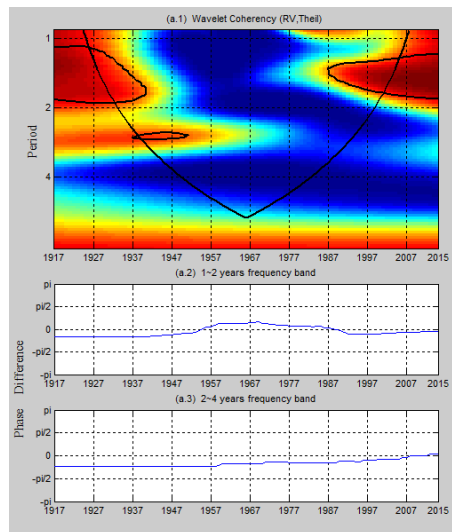 (a.1) Wavelet Coherency (RV,Theil)
Period
1
2
4
1917 1927 1937 1947 1957 1967 1977 1987 1997 2007 2015
(a.2) 1~2 years frequency band
Phase Difference
pi
pi/2
0
-pi/2
-pi
1917 1927 1937 1947 1957 1967 1977 1987 1997 2007 2015
(a.3) 2~4 years frequency band
pi
pi/2
0
-pi/2
-pi
1917 1927 1937 1947 1957 1967 1977 1987 1997 2007 2015